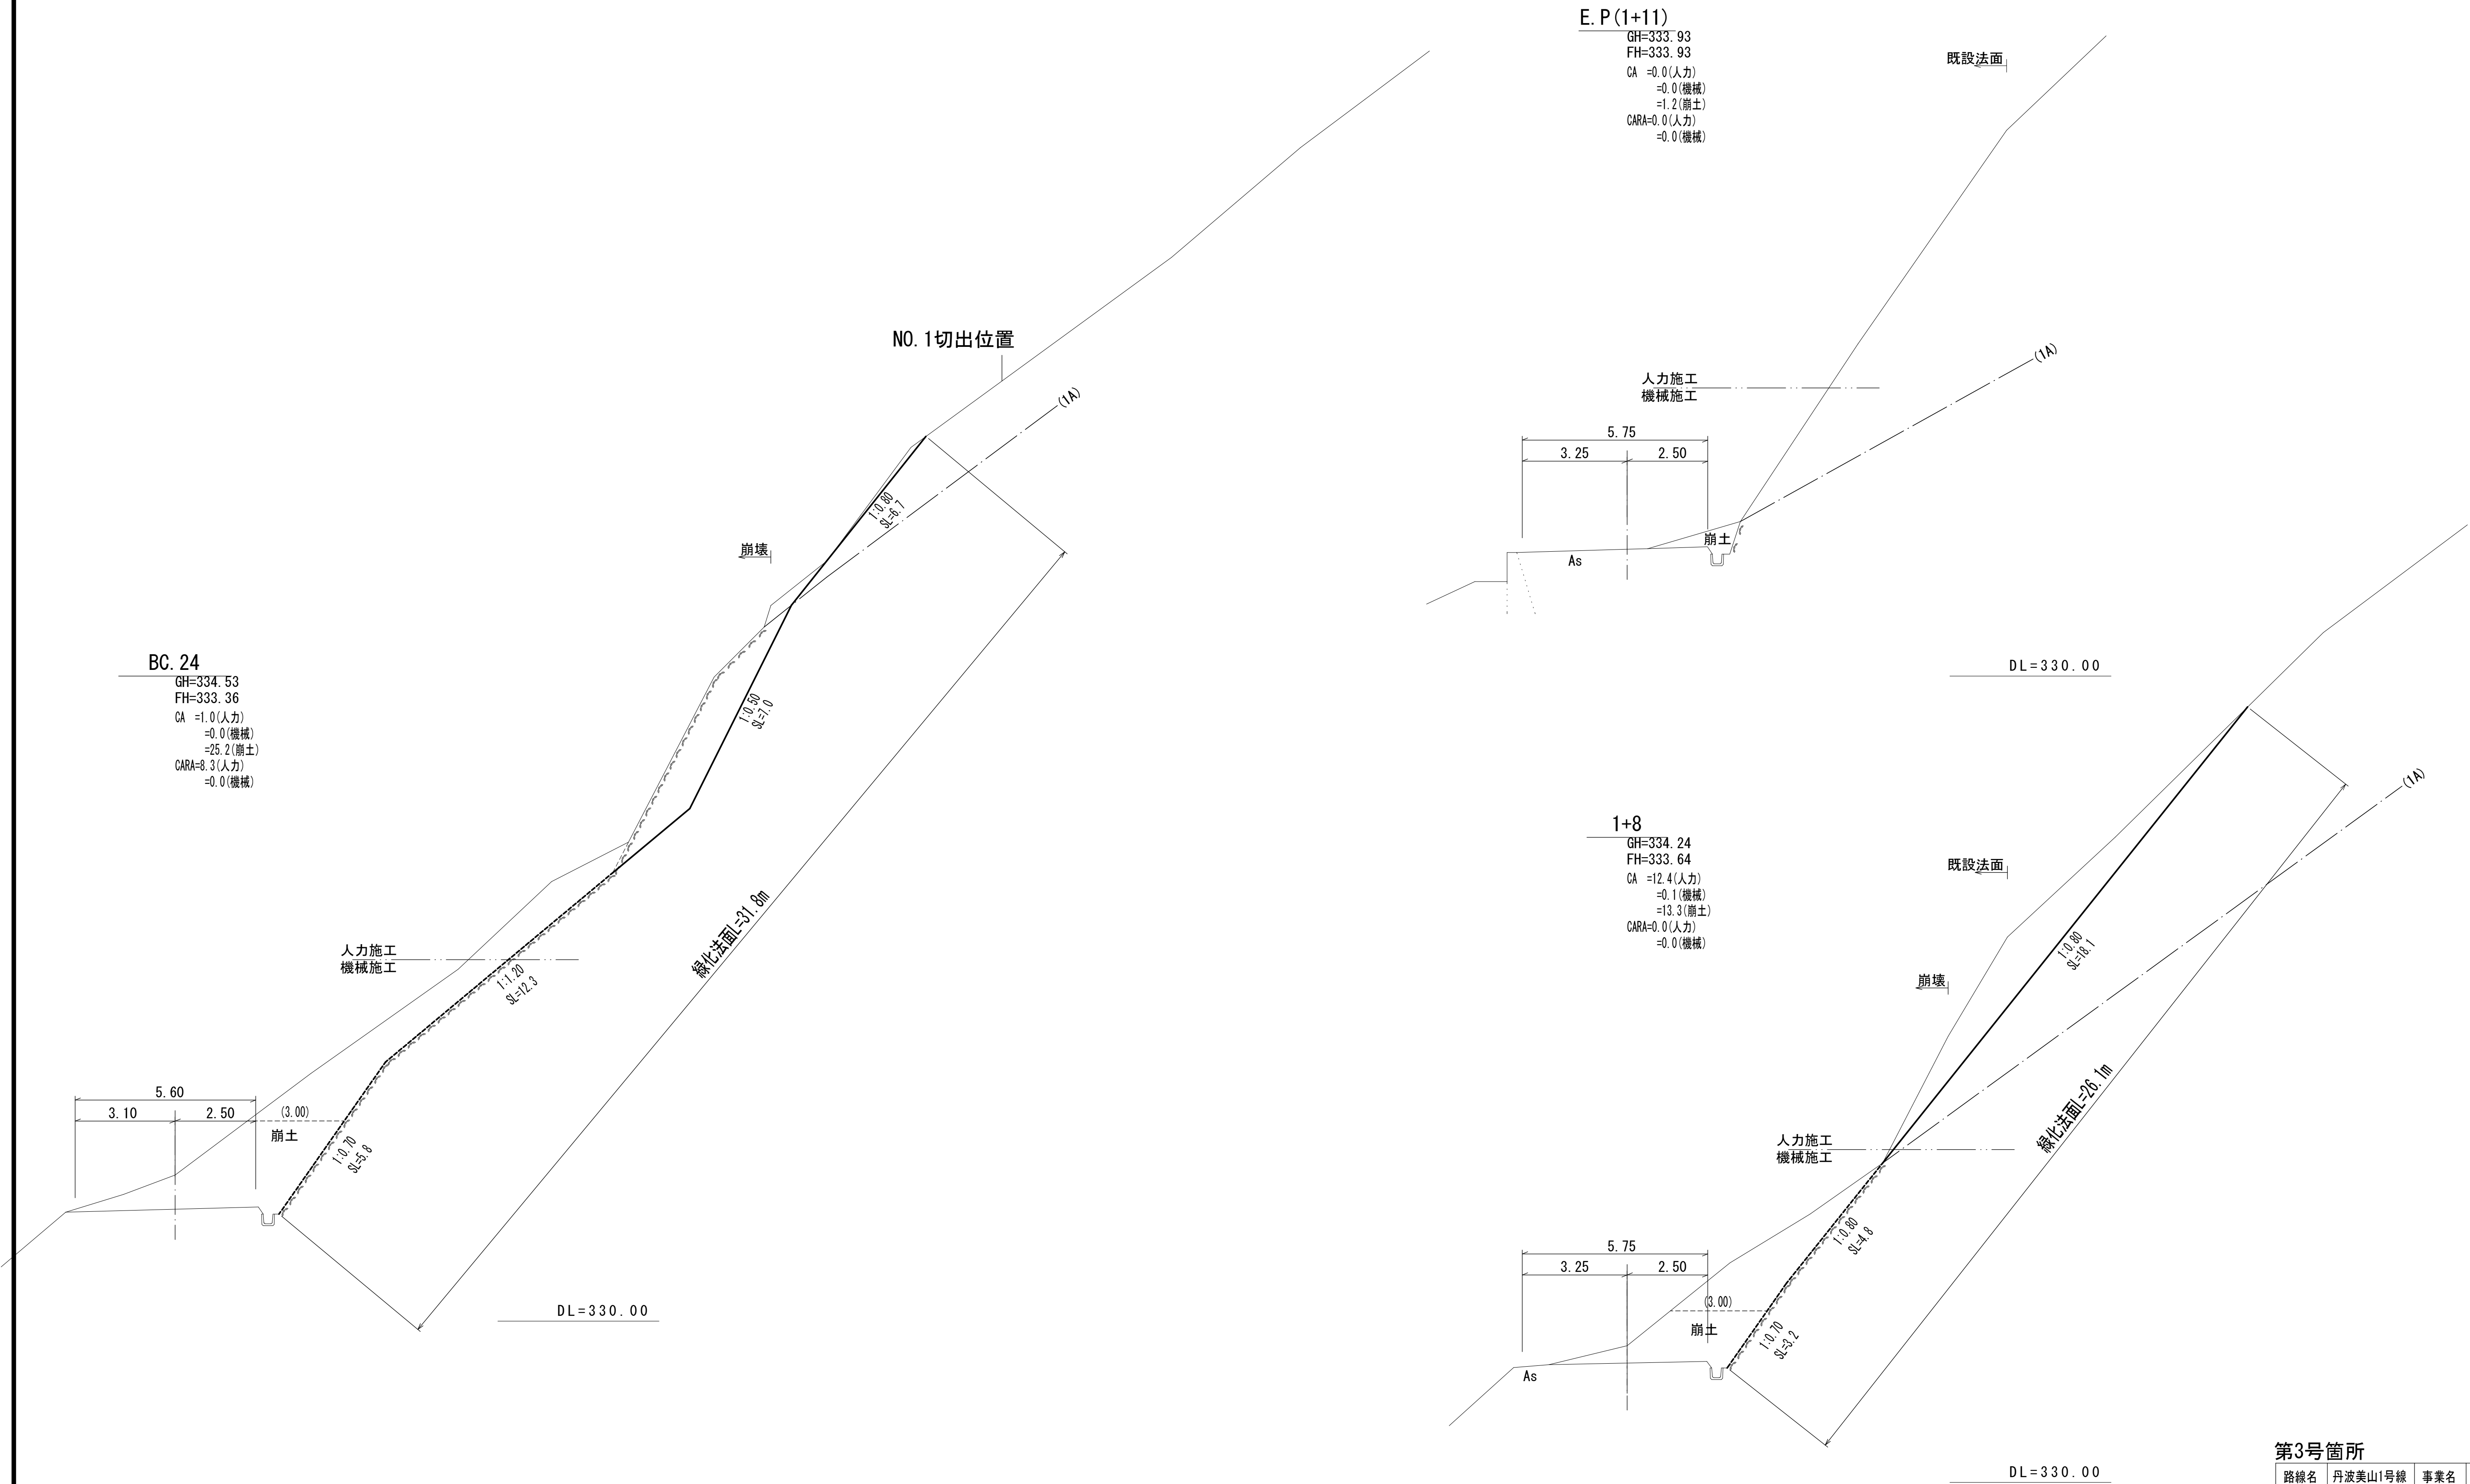 E.P(1+11)
GH=333.93
FH=333.93
CA =0.0(人力)
=0.0(機械)
=1.2(崩土)
CARA=0.0(人力)
=0.0(機械)
既設法面
(1A)
人力施工
機械施工
5.75
3.25 2.50
崩土
As
DL=330.00
NO.1切出位置
(1A)
1:0.80
SL=6.7
崩壊
BC.24
GH=334.53
FH=333.36
CA =1.0(人力)
=0.0(機械)
=25.2(崩土)
CARA=8.3(人力)
=0.0(機械)
1:0.50
SL=7.0
緑化法面L=31.8m
人力施工
機械施工
1:1.20
SL=12.3
5.60
3.10 2.50 (3.00)
崩土
1:0.70
SL=5.8
DL=330.00
1+8
GH=334.24
FH=333.64
CA =12.4(人力)
=0.1(機械)
=13.3(崩土)
CARA=0.0(人力)
=0.0(機械)
(1A)
既設法面
1:0.80
SL=18.1
崩壊
緑化法面L=26.1m
人力施工
機械施工
1:0.80
SL=4.8
5.75
3.25 2.50
(3.00)
崩土
1:0.70
SL=3.2
As
DL=330.00
第3号箇所
路線名 丹波美山1号線 事業名